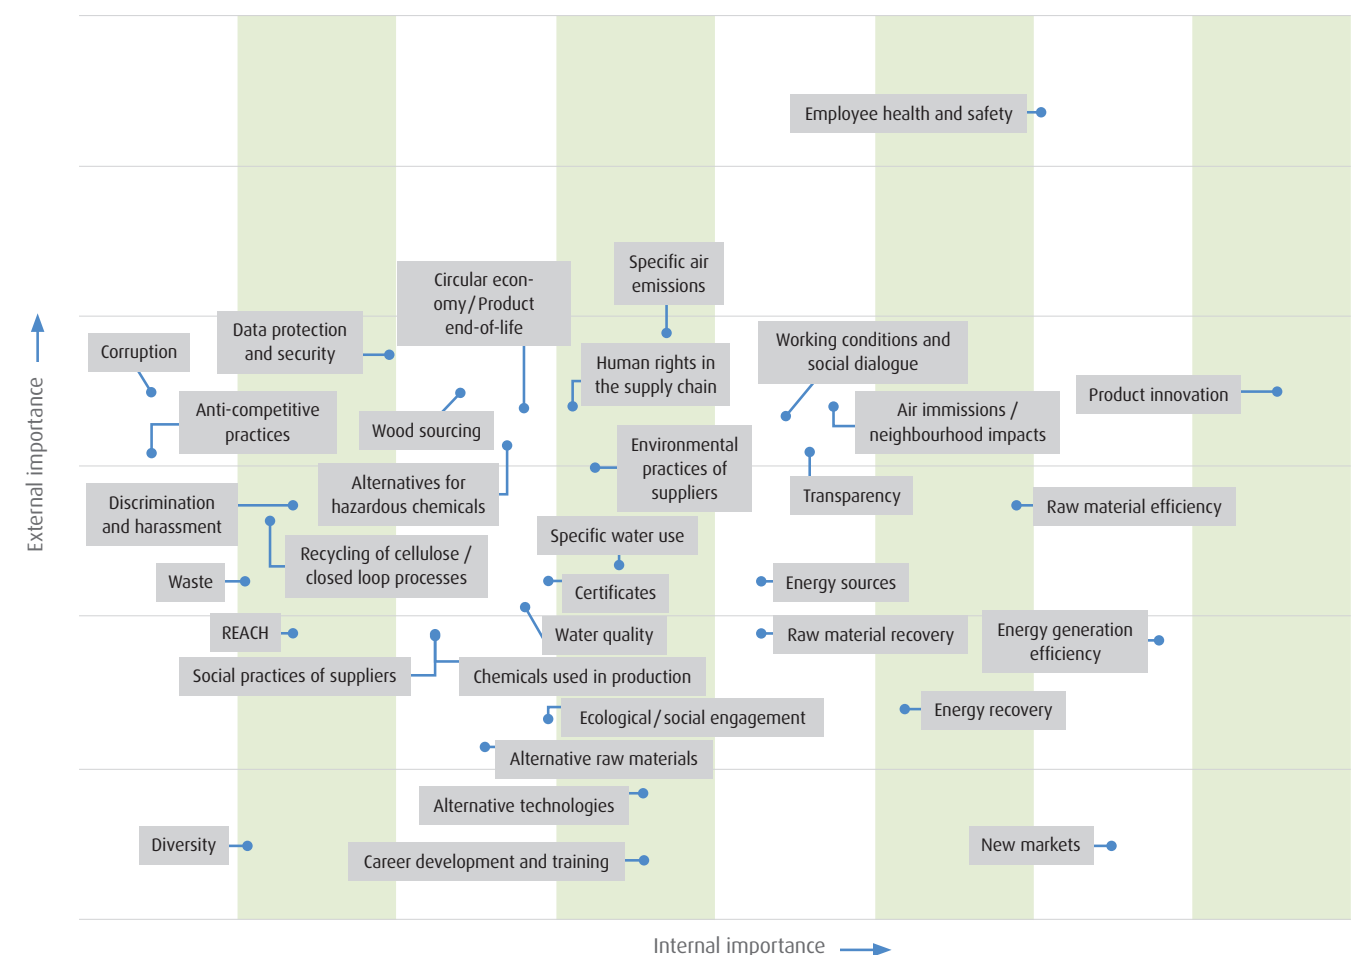 Employee health and safety
Specific air
emissions
Circular econ-
omy / Product
end-of-life
Data protection
and security
Corruption
Working conditions and
social dialogue
Human rights in
the supply chain
Product innovation
Anti-competitive
practices
Wood sourcing
Air immissions /
neighbourhood impacts
Environmental
practices of
suppliers
Alternatives for
hazardous chemicals
Transparency
Discrimination
and harassment
Raw material efficiency
Specific water use
Recycling of cellulose /
closed loop processes
Waste
Certificates
Energy sources
REACH
Water quality
Raw material recovery
Energy generation
efficiency
Social practices of suppliers
Chemicals used in production
Ecological / social engagement
Energy recovery
Alternative raw materials
Alternative technologies
Diversity
New markets
Career development and training
External importance
Internal importance